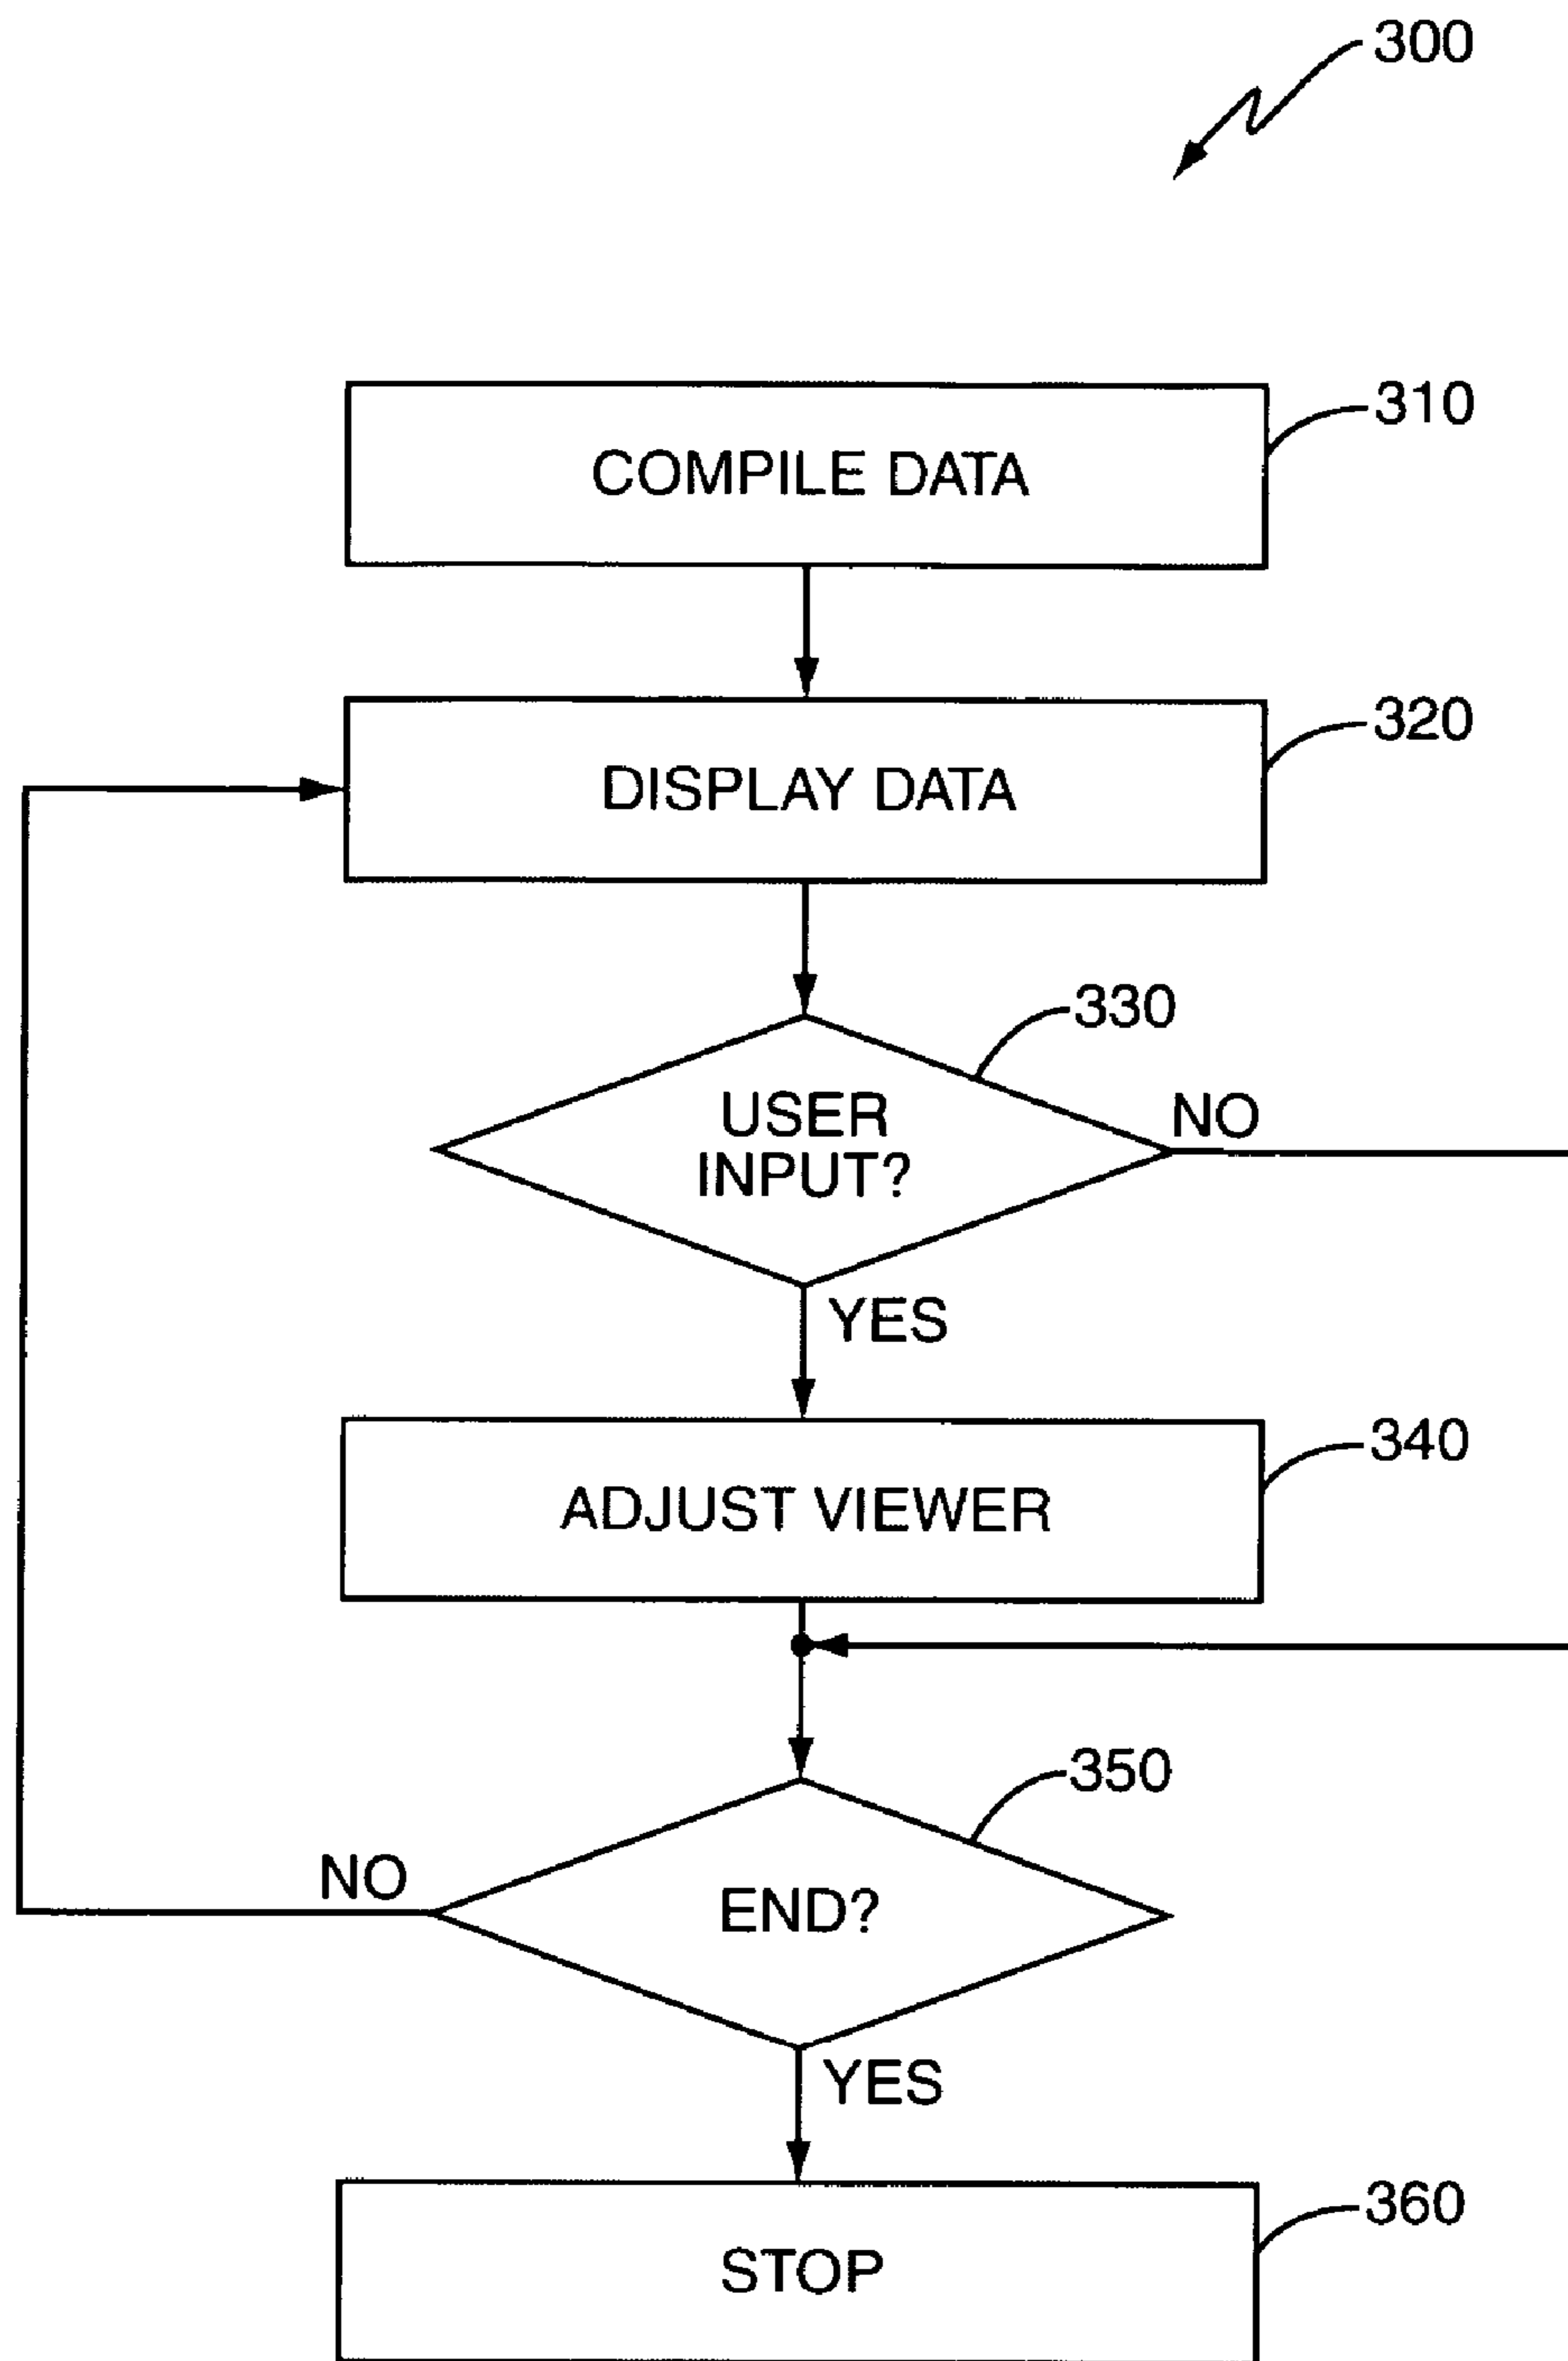 300
310
COMPILE DATA
320
DISPLAY DATA
330
USER
INPUT?
NO
YES
340
ADJUST VIEWER
350
NO
END?
YES
360
STOP